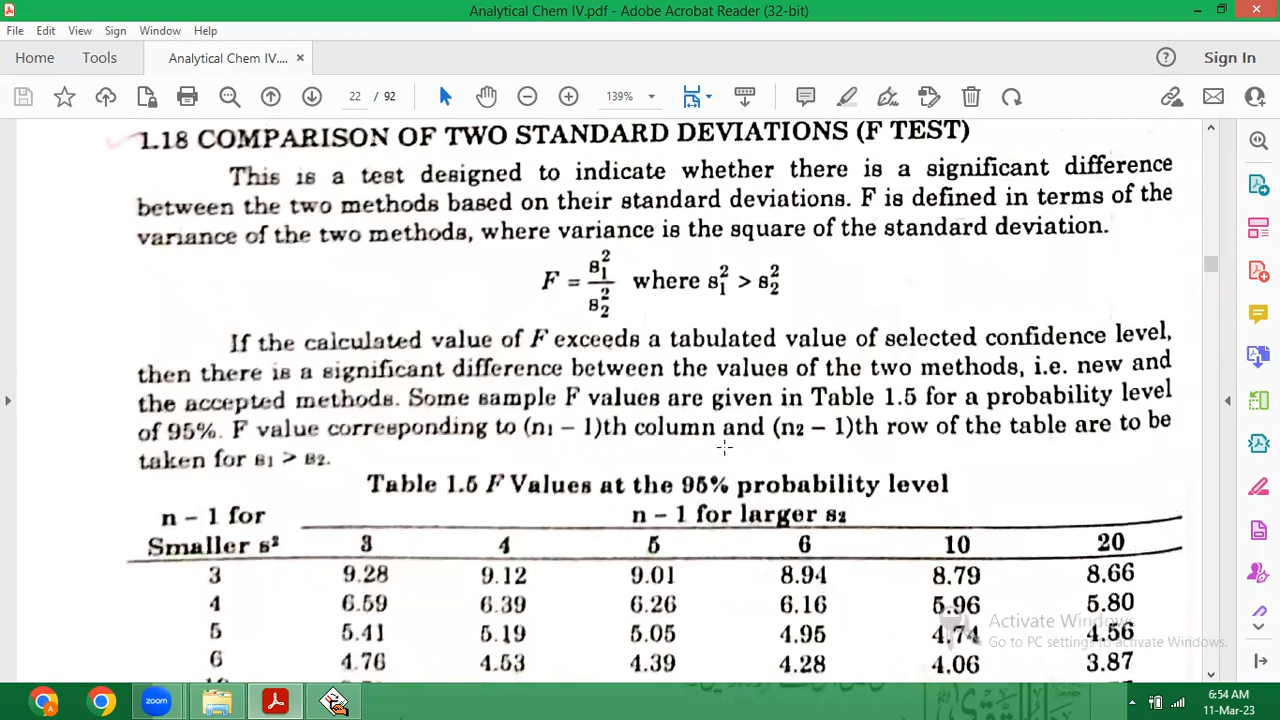 Analytical Chem IV.pdf - Adobe Acrobat Reader (32-bit)
File Edit View Sign Window Help
Home Tools Analytical Chem IV.... × Sign In
22 / 92 139%
1.18 COMPARISON OF TWO STANDARD DEVIATIONS (F TEST)
This is a test designed to indicate whether there is a significant difference
between the two methods based on their standard deviations. F is defined in terms of the
variance of the two methods, where variance is the square of the standard deviation.
F = s₁²/s₂² where s₁² > s₂²
If the calculated value of F exceeds a tabulated value of selected confidence level,
then there is a significant difference between the values of the two methods, i.e. new and
the accepted methods. Some sample F values are given in Table 1.5 for a probability level
of 95%. F value corresponding to (n₁ – 1)th column and (n₂ – 1)th row of the table are to be
taken for s₁ > s₂.
Table 1.5 F Values at the 95% probability level
n – 1 for n – 1 for larger s₂
Smaller s² 3 4 5 6 10 20
3 9.28 9.12 9.01 8.94 8.79 8.66
4 6.59 6.39 6.26 6.16 5.96 5.80
5 5.41 5.19 5.05 4.95 4.74 4.56
6 4.76 4.53 4.39 4.28 4.06 3.87
Activate Windows
Go to PC settings to activate Windows.
zoom
6:54 AM
11-Mar-23